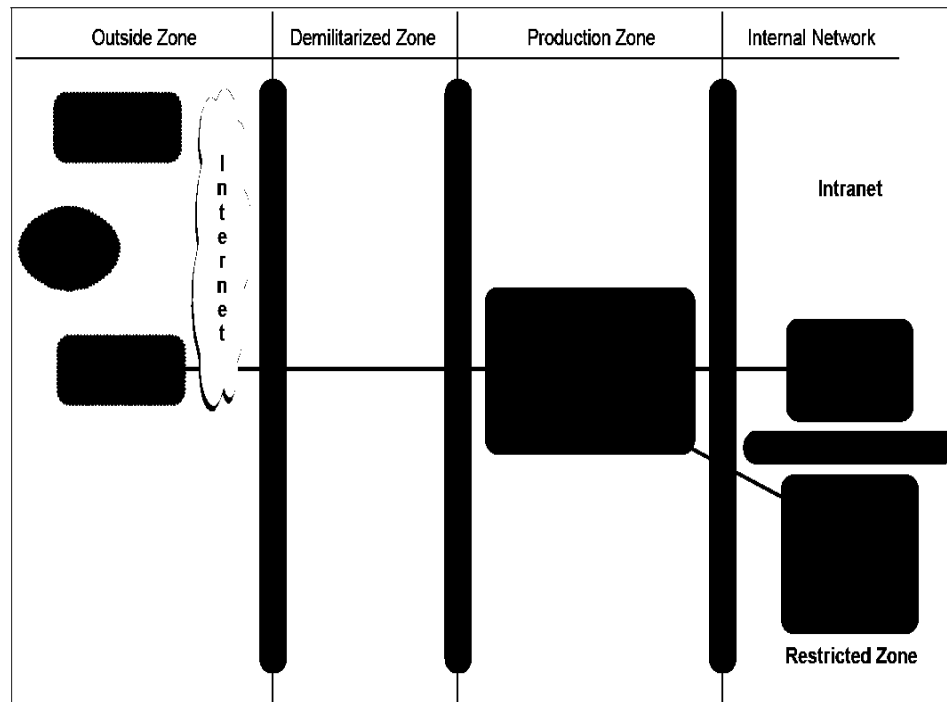 Outside Zone
Demilitarized Zone
Production Zone
Internal Network
Internet
Intranet
Restricted Zone